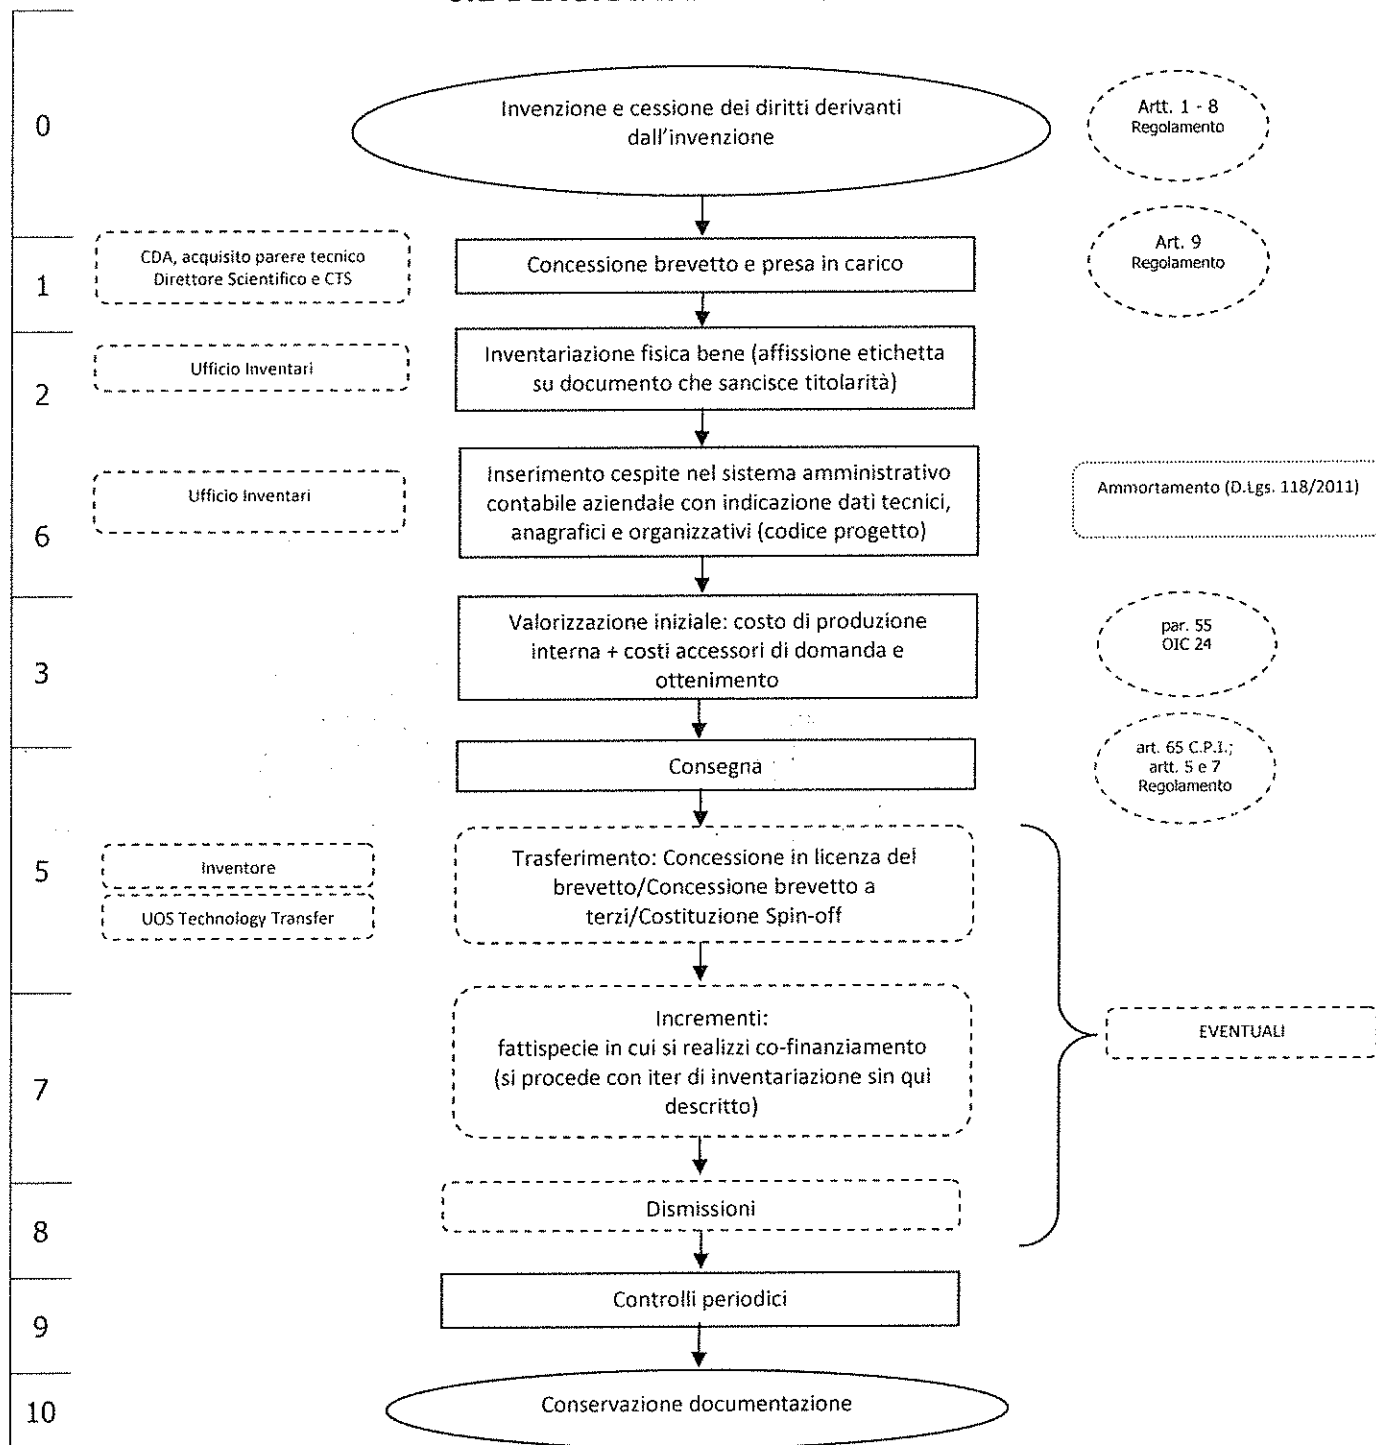 0
Invenzione e cessione dei diritti derivanti
dall'invenzione
Artt. 1 - 8
Regolamento
1
CDA, acquisito parere tecnico
Direttore Scientifico e CTS
Concessione brevetto e presa in carico
Art. 9
Regolamento
2
Ufficio Inventari
Inventariazione fisica bene (affissione etichetta
su documento che sancisce titolarità)
6
Ufficio Inventari
Inserimento cespite nel sistema amministrativo
contabile aziendale con indicazione dati tecnici,
anagrafici e organizzativi (codice progetto)
Ammortamento (D.Lgs. 118/2011)
3
Valorizzazione iniziale: costo di produzione
interna + costi accessori di domanda e
ottenimento
par. 55
OIC 24
Consegna
art. 65 C.P.I.;
artt. 5 e 7
Regolamento
5
Inventore
UOS Technology Transfer
Trasferimento: Concessione in licenza del
brevetto/Concessione brevetto a
terzi/Costituzione Spin-off
7
Incrementi:
fattispecie in cui si realizzi co-finanziamento
(si procede con iter di inventariazione sin qui
descritto)
EVENTUALI
8
Dismissioni
9
Controlli periodici
10
Conservazione documentazione